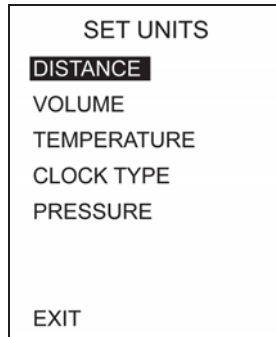 SET UNITS
DISTANCE
VOLUME
TEMPERATURE
CLOCK TYPE
PRESSURE
EXIT